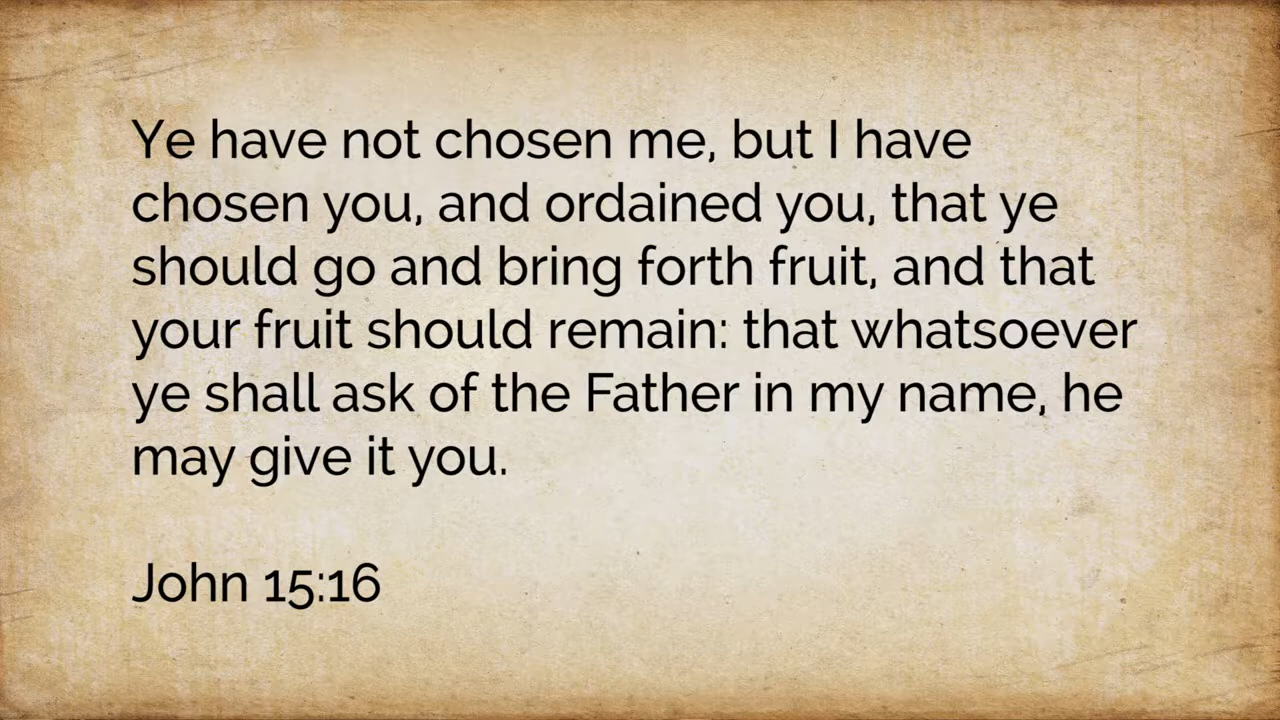 Ye have not chosen me, but I have
chosen you, and ordained you, that ye
should go and bring forth fruit, and that
your fruit should remain: that whatsoever
ye shall ask of the Father in my name, he
may give it you.
John 15:16